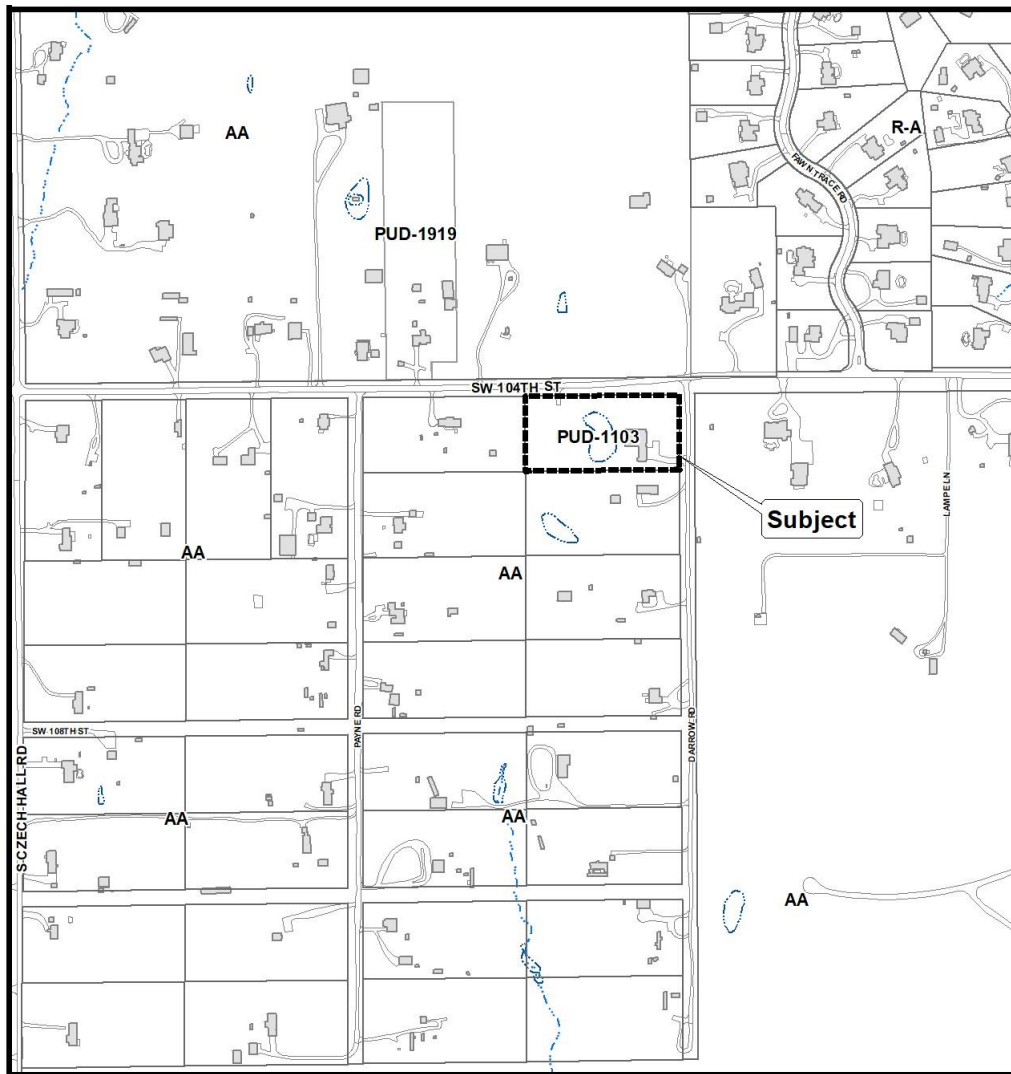 AA
R-A
FAWN TRACE RD
PUD-1919
SW 104TH ST
PUD-1103
Subject
LAMPE LN
AA
AA
PAYNE RD
DARROW RD
SW 108TH ST
S CZECH HALL RD
AA
AA
AA